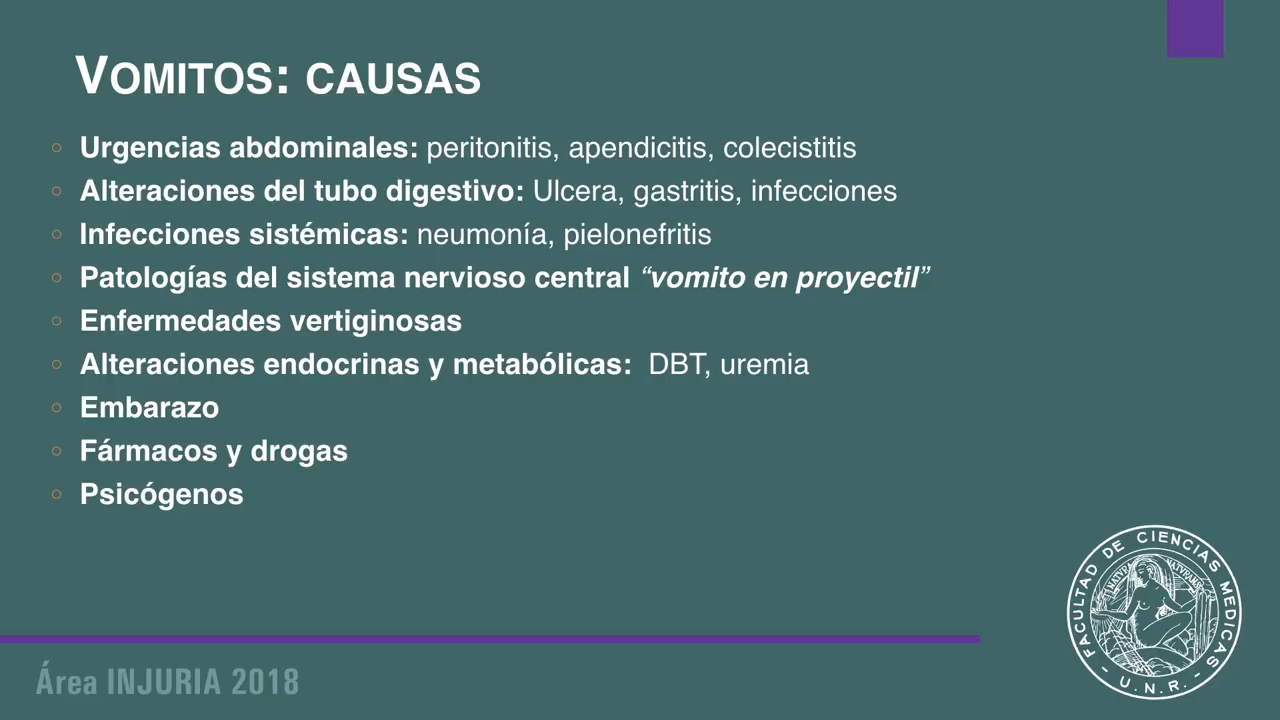 VOMITOS: CAUSAS
Urgencias abdominales: peritonitis, apendicitis, colecistitis
Alteraciones del tubo digestivo: Ulcera, gastritis, infecciones
Infecciones sistémicas: neumonía, pielonefritis
Patologías del sistema nervioso central “vomito en proyectil”
Enfermedades vertiginosas
Alteraciones endocrinas y metabólicas: DBT, uremia
Embarazo
Fármacos y drogas
Psicógenos
FACULTAD DE CIENCIAS MEDICAS
NATURA NATURANS
- U.N.R. -
Área INJURIA 2018